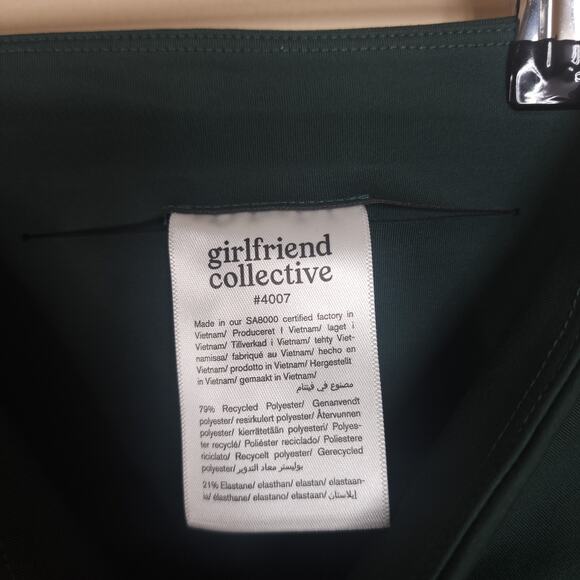 girlfriend
collective
#4007
Made in our SA8000 certified factory in
Vietnam/ Produceret I Vietnam/ laget i
Vietnam/ Tillverkad i Vietnam/ tehty Viet-
namissa/ fabriqué au Vietnam/ hecho en
Vietnam/ prodotto in Vietnam/ Hergestellt
in Vietnam/ gemaakt in Vietnam/
مصنوع في فيتنام
79% Recycled Polyester/ Genanvendt
polyester/ resirkulert polyester/ Återvunnen
polyester/ kierrätetään polyesteri/ Polyes-
ter recyclé/ Poliéster reciclado/ Poliestere
riciclato/ Recycelt polyester/ Gerecycled
polyester/ بوليستر معاد التدوير
21% Elastane/ elasthan/ elastan/ elastaan-
ia/ élasthane/ elastano/ elastaan/ إيلاستان/